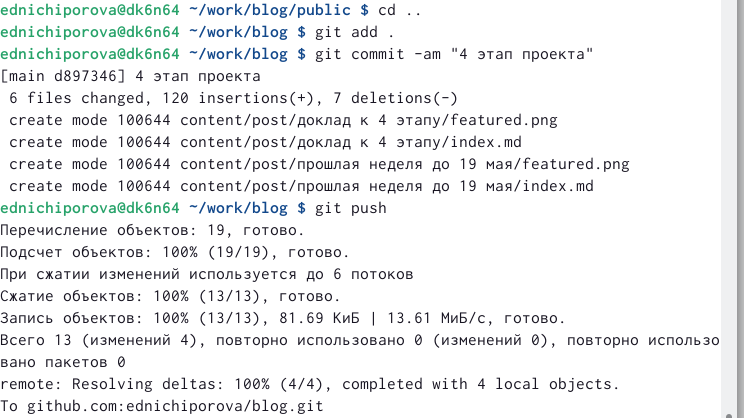 ednichiporova@dk6n64 ~/work/blog/public $ cd ..
ednichiporova@dk6n64 ~/work/blog $ git add .
ednichiporova@dk6n64 ~/work/blog $ git commit -am "4 этап проекта"
[main d897346] 4 этап проекта
 6 files changed, 120 insertions(+), 7 deletions(-)
 create mode 100644 content/post/доклад к 4 этапу/featured.png
 create mode 100644 content/post/доклад к 4 этапу/index.md
 create mode 100644 content/post/прошлая неделя до 19 мая/featured.png
 create mode 100644 content/post/прошлая неделя до 19 мая/index.md
ednichiporova@dk6n64 ~/work/blog $ git push
Перечисление объектов: 19, готово.
Подсчет объектов: 100% (19/19), готово.
При сжатии изменений используется до 6 потоков
Сжатие объектов: 100% (13/13), готово.
Запись объектов: 100% (13/13), 81.69 КиБ | 13.61 МиБ/с, готово.
Всего 13 (изменений 4), повторно использовано 0 (изменений 0), повторно использо
вано пакетов 0
remote: Resolving deltas: 100% (4/4), completed with 4 local objects.
To github.com:ednichiporova/blog.git